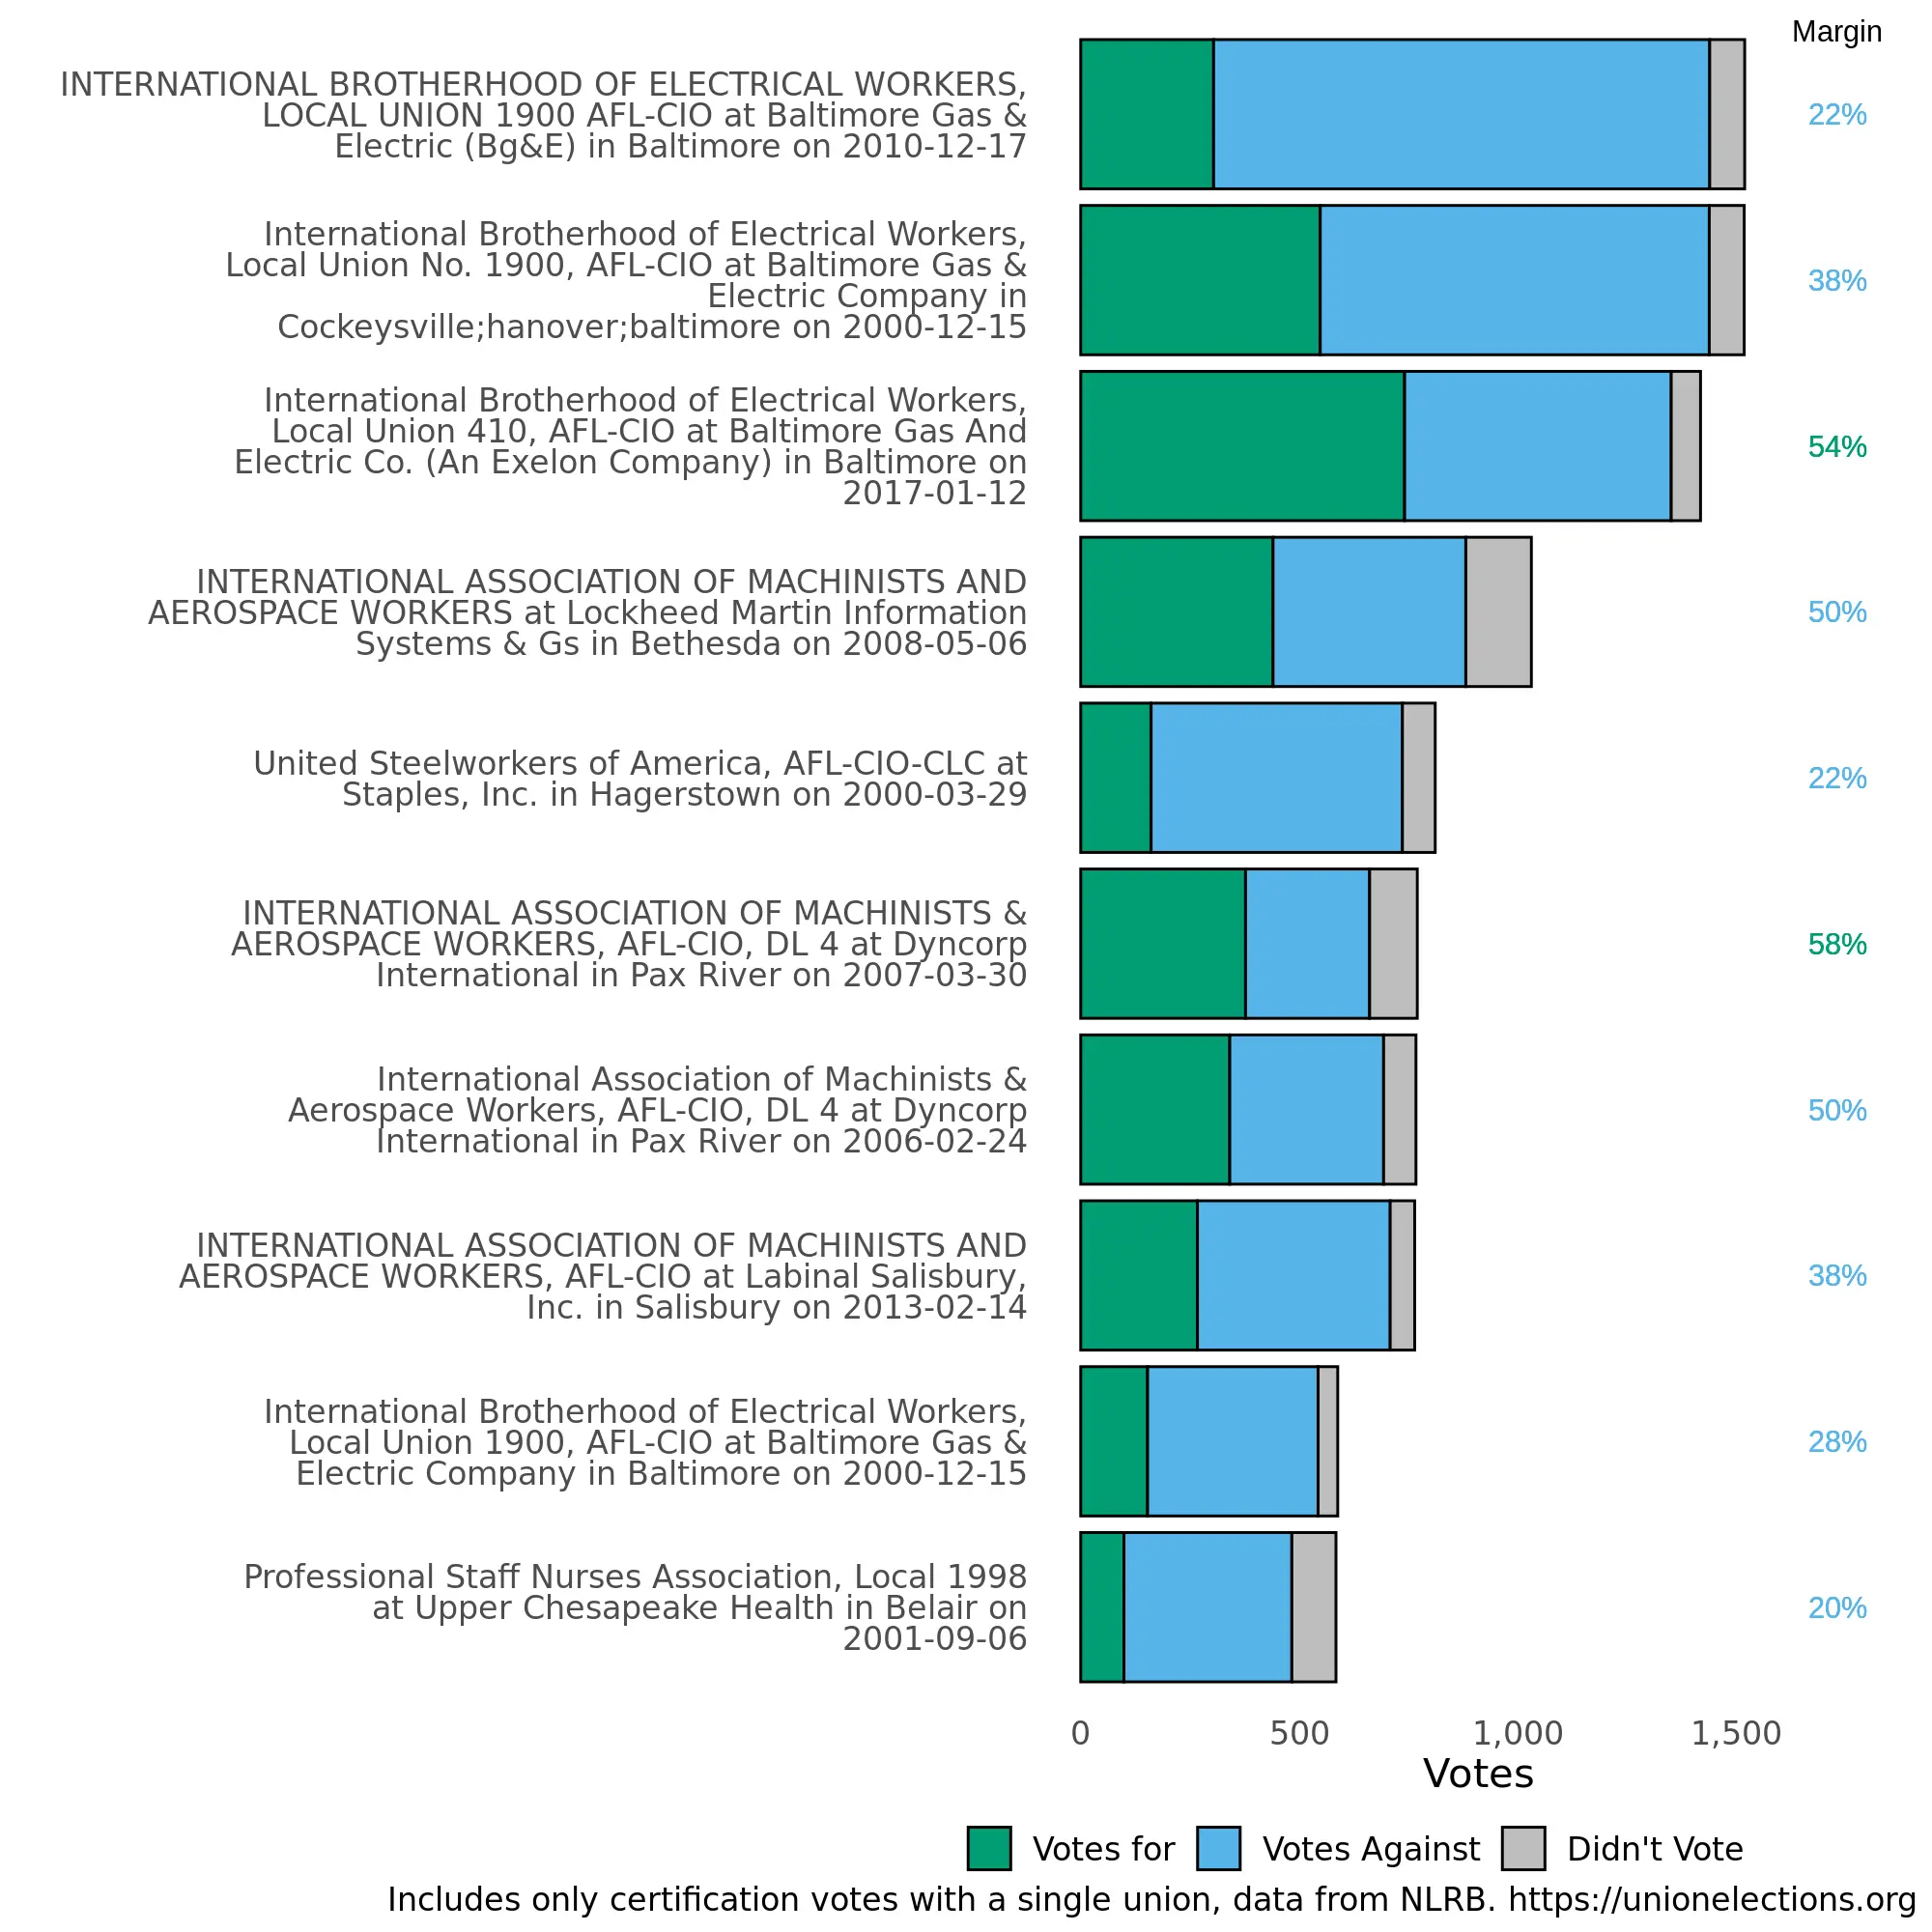 Margin
INTERNATIONAL BROTHERHOOD OF ELECTRICAL WORKERS,
LOCAL UNION 1900 AFL-CIO at Baltimore Gas &
Electric (Bg&E) in Baltimore on 2010-12-17
22%
International Brotherhood of Electrical Workers,
Local Union No. 1900, AFL-CIO at Baltimore Gas &
Electric Company in
Cockeysville;hanover;baltimore on 2000-12-15
38%
International Brotherhood of Electrical Workers,
Local Union 410, AFL-CIO at Baltimore Gas And
Electric Co. (An Exelon Company) in Baltimore on
2017-01-12
54%
INTERNATIONAL ASSOCIATION OF MACHINISTS AND
AEROSPACE WORKERS at Lockheed Martin Information
Systems & Gs in Bethesda on 2008-05-06
50%
United Steelworkers of America, AFL-CIO-CLC at
Staples, Inc. in Hagerstown on 2000-03-29
22%
INTERNATIONAL ASSOCIATION OF MACHINISTS &
AEROSPACE WORKERS, AFL-CIO, DL 4 at Dyncorp
International in Pax River on 2007-03-30
58%
International Association of Machinists &
Aerospace Workers, AFL-CIO, DL 4 at Dyncorp
International in Pax River on 2006-02-24
50%
INTERNATIONAL ASSOCIATION OF MACHINISTS AND
AEROSPACE WORKERS, AFL-CIO at Labinal Salisbury,
Inc. in Salisbury on 2013-02-14
38%
International Brotherhood of Electrical Workers,
Local Union 1900, AFL-CIO at Baltimore Gas &
Electric Company in Baltimore on 2000-12-15
28%
Professional Staff Nurses Association, Local 1998
at Upper Chesapeake Health in Belair on
2001-09-06
20%
0 500 1,000 1,500
Votes
Votes for Votes Against Didn't Vote
Includes only certification votes with a single union, data from NLRB. https://unionelections.org